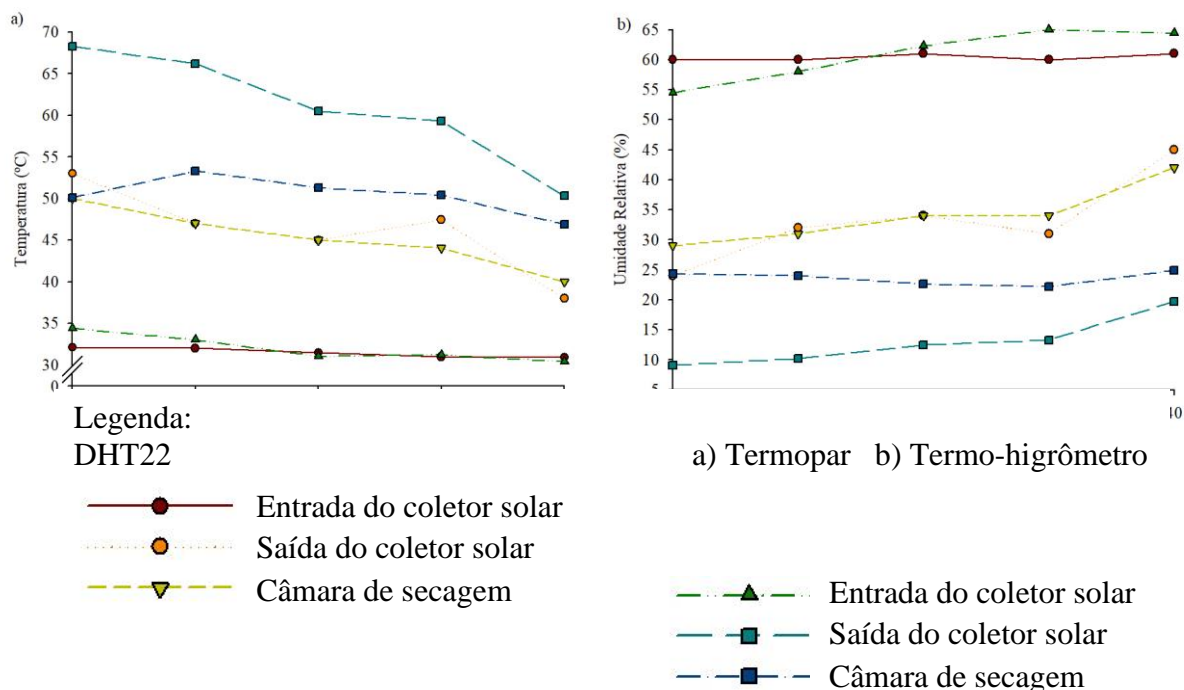 a)
Temperatura (ºC)
70
65
60
55
50
45
40
35
30
0
b)
Umidade Relativa (%)
65
60
55
50
45
40
35
30
25
20
15
10
5
40
Legenda:
DHT22
Entrada do coletor solar
Saída do coletor solar
Câmara de secagem
a) Termopar b) Termo-higrômetro
Entrada do coletor solar
Saída do coletor solar
Câmara de secagem